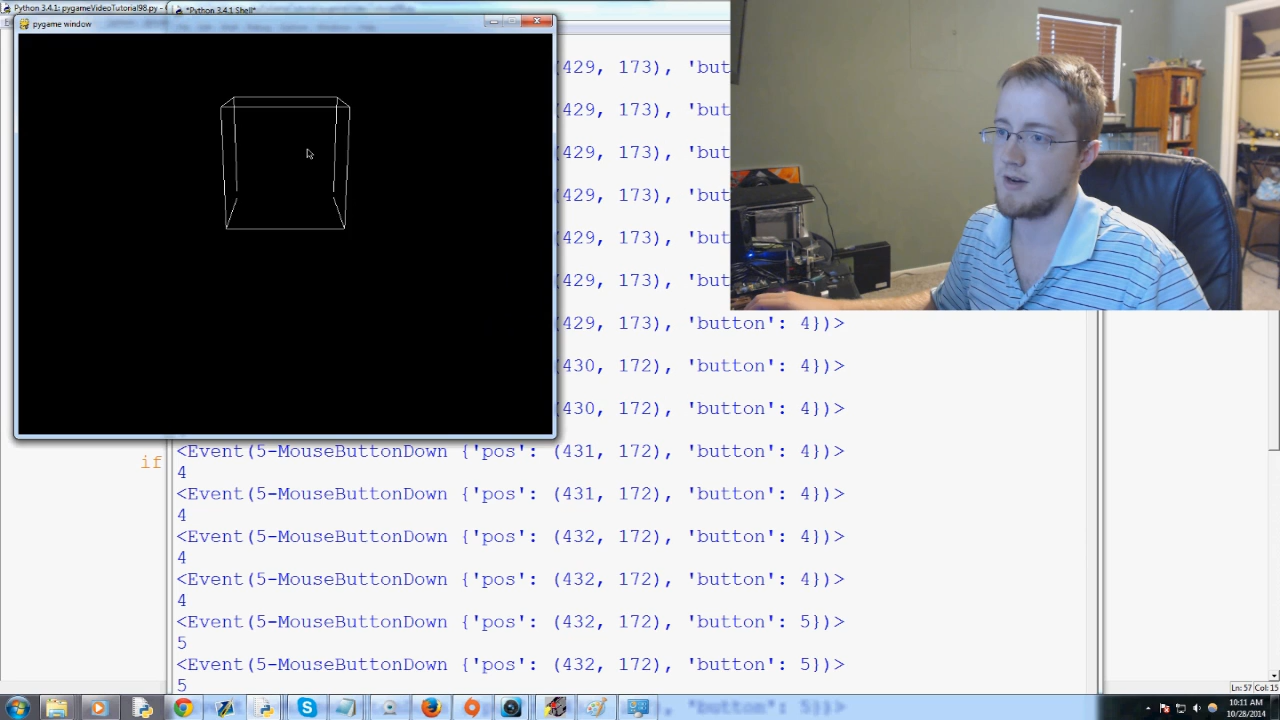 Python 3.4.1: pygameVideoTutorial98.py -
*Python 3.4.1 Shell*
pygame window
(429, 173), 'but
(429, 173), 'but
(429, 173), 'but
(429, 173), 'but
(429, 173), 'but
(429, 173), 'but
(429, 173), 'button': 4})>
(430, 172), 'button': 4})>
(430, 172), 'button': 4})>
<Event(5-MouseButtonDown {'pos': (431, 172), 'button': 4})>
if
4
<Event(5-MouseButtonDown {'pos': (431, 172), 'button': 4})>
4
<Event(5-MouseButtonDown {'pos': (432, 172), 'button': 4})>
4
<Event(5-MouseButtonDown {'pos': (432, 172), 'button': 4})>
4
<Event(5-MouseButtonDown {'pos': (432, 172), 'button': 5})>
5
<Event(5-MouseButtonDown {'pos': (432, 172), 'button': 5})>
5
Ln: 57 Col: 15
10:11 AM
10/28/2014